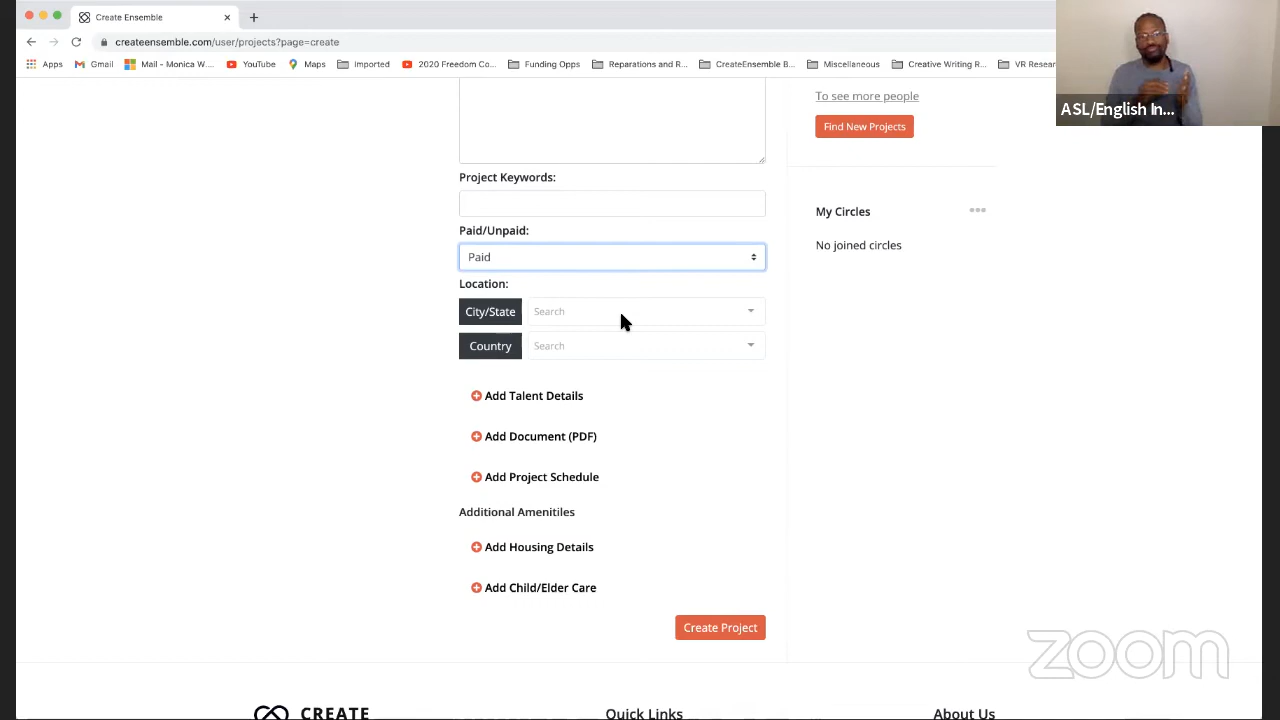 Create Ensemble
createensemble.com/user/projects?page=create
Apps Gmail Mail - Monica W... YouTube Maps Imported 2020 Freedom Co... Funding Opps Reparations and R... CreateEnsemble B... Miscellaneous Creative Writing R... VR Resear
ASL/English In...
To see more people
Find New Projects
Project Keywords:
My Circles
No joined circles
Paid/Unpaid:
Paid
Location:
City/State Search
Country Search
Add Talent Details
Add Document (PDF)
Add Project Schedule
Additional Amenitiles
Add Housing Details
Add Child/Elder Care
Create Project
zoom
CREATE
Quick Links
About Us